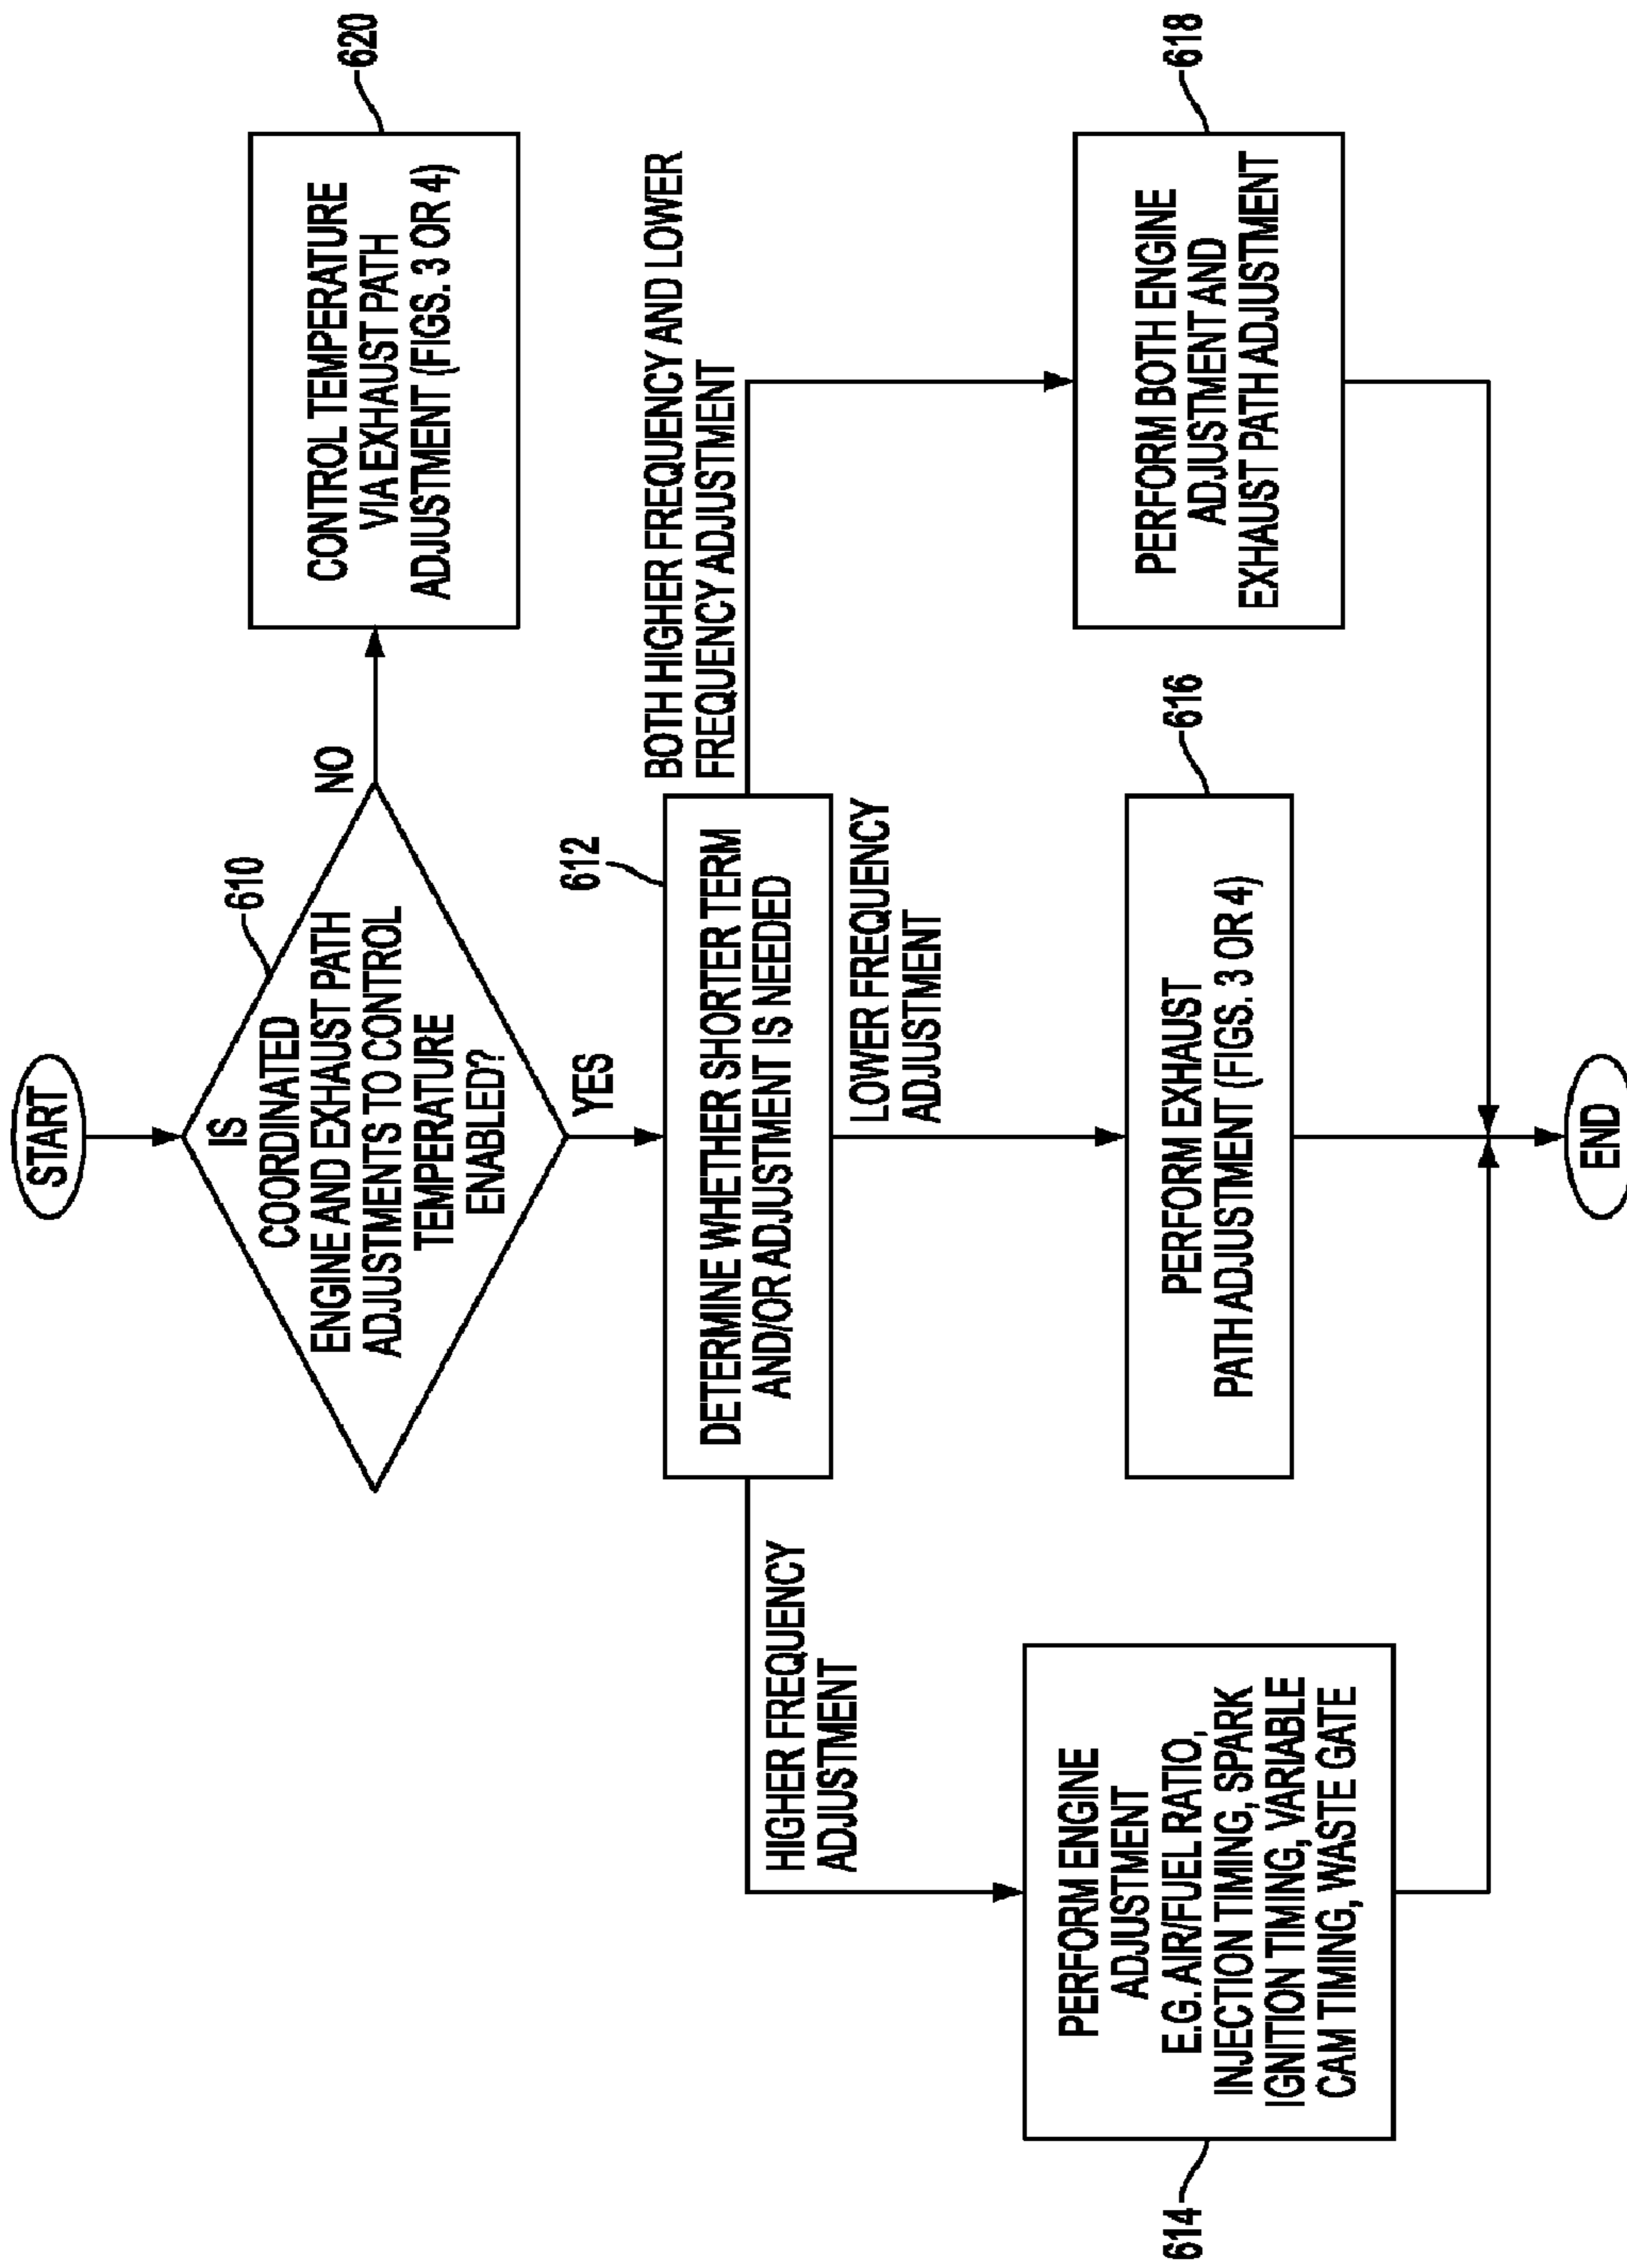 START
IS
COORDINATED
ENGINE AND EXHAUST PATH
ADJUSTMENTS TO CONTROL
TEMPERATURE
ENABLED?
610
NO
CONTROL TEMPERATURE
VIA EXHAUST PATH
ADJUSTMENT (FIGS. 3 OR 4)
620
YES
612
DETERMINE WHETHER SHORTER TERM
AND/OR ADJUSTMENT IS NEEDED
HIGHER FREQUENCY
ADJUSTMENT
LOWER FREQUENCY
ADJUSTMENT
BOTH HIGHER FREQUENCY AND LOWER
FREQUENCY ADJUSTMENT
614
PERFORM ENGINE
ADJUSTMENT
E.G. AIR/FUEL RATIO,
INJECTION TIMING, SPARK
IGNITION TIMING, VARIABLE
CAM TIMING, WASTE GATE
616
PERFORM EXHAUST
PATH ADJUSTMENT (FIGS. 3 OR 4)
618
PERFORM BOTH ENGINE
ADJUSTMENT AND
EXHAUST PATH ADJUSTMENT
END